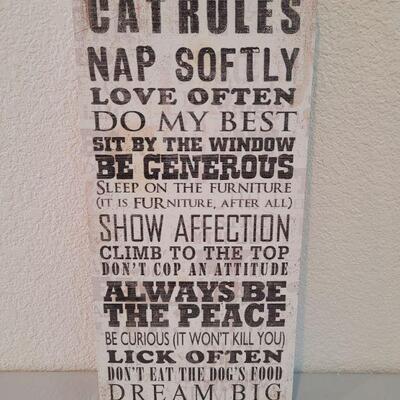 CAT RULES
NAP SOFTLY
LOVE OFTEN
DO MY BEST
SIT BY THE WINDOW
BE GENEROUS
SLEEP ON THE FURNITURE
(IT IS FURNITURE, AFTER ALL)
SHOW AFFECTION
CLIMB TO THE TOP
DON'T COP AN ATTITUDE
ALWAYS BE
THE PEACE
BE CURIOUS (IT WON'T KILL YOU)
LICK OFTEN
DON'T EAT THE DOG'S FOOD
DREAM BIG